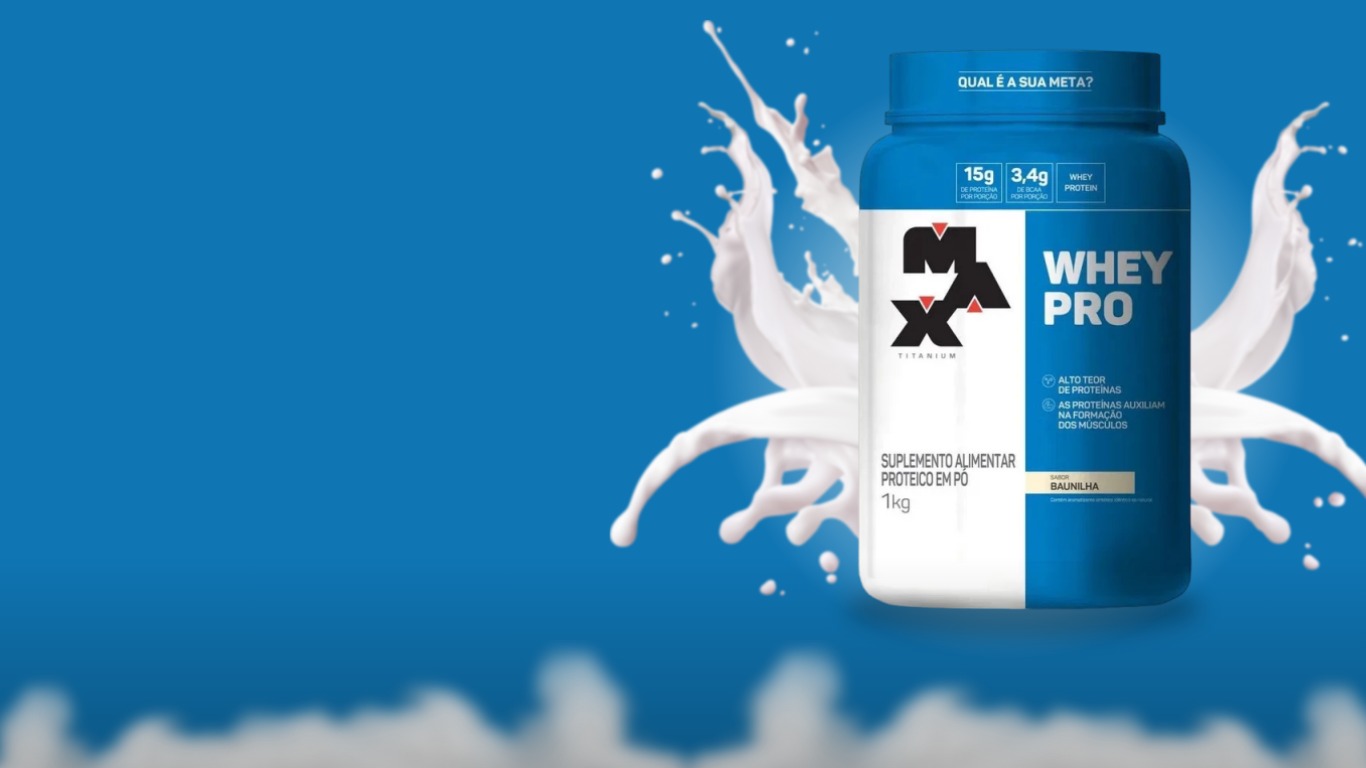 QUAL É A SUA META?
15g
DE PROTEÍNA
POR PORÇÃO
3,4g
DE BCAA
POR PORÇÃO
WHEY
PROTEIN
MAX
TITANIUM
WHEY
PRO
ALTO TEOR
DE PROTEÍNAS
AS PROTEÍNAS AUXILIAM
NA FORMAÇÃO
DOS MÚSCULOS
SUPLEMENTO ALIMENTAR
PROTEICO EM PÓ
1kg
SABOR
BAUNILHA